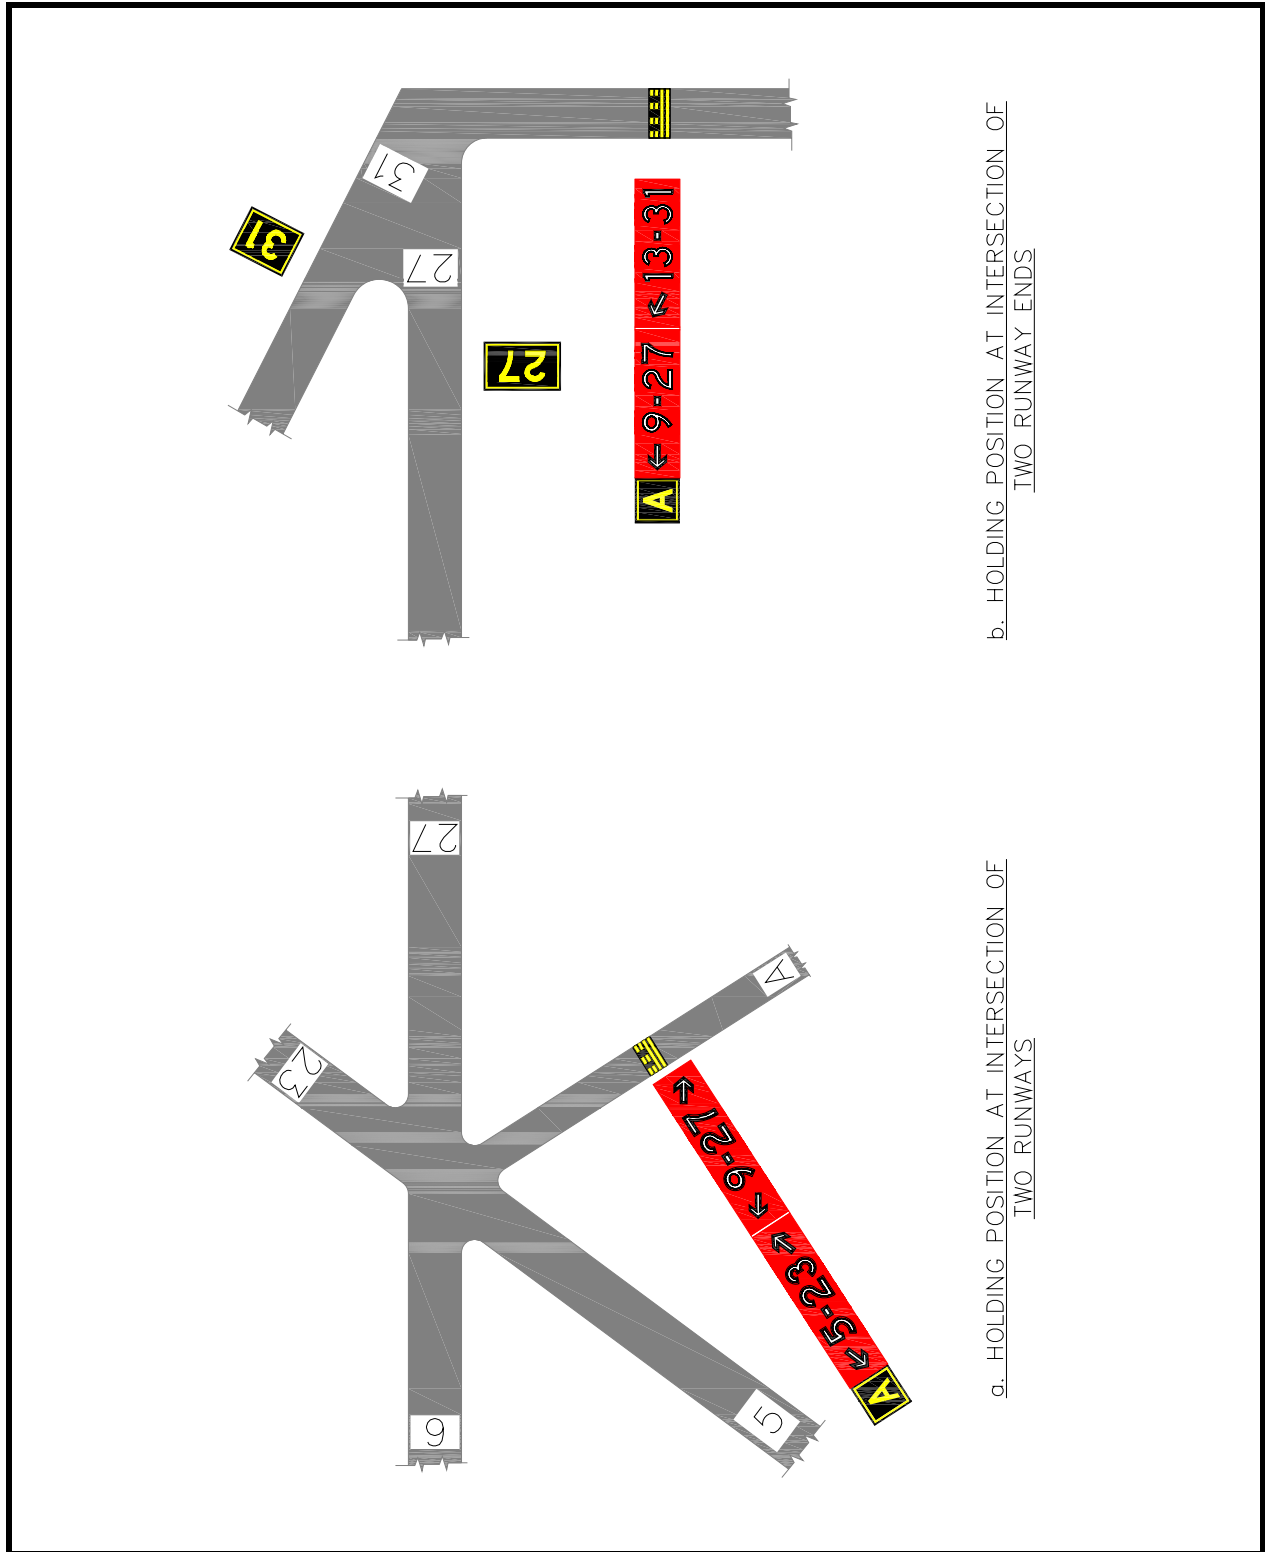 23
31
31
9
27
27
27
5
A
A 5-23 9-27
A 9-27 13-31
a. HOLDING POSITION AT INTERSECTION OF
TWO RUNWAYS
b. HOLDING POSITION AT INTERSECTION OF
TWO RUNWAY ENDS